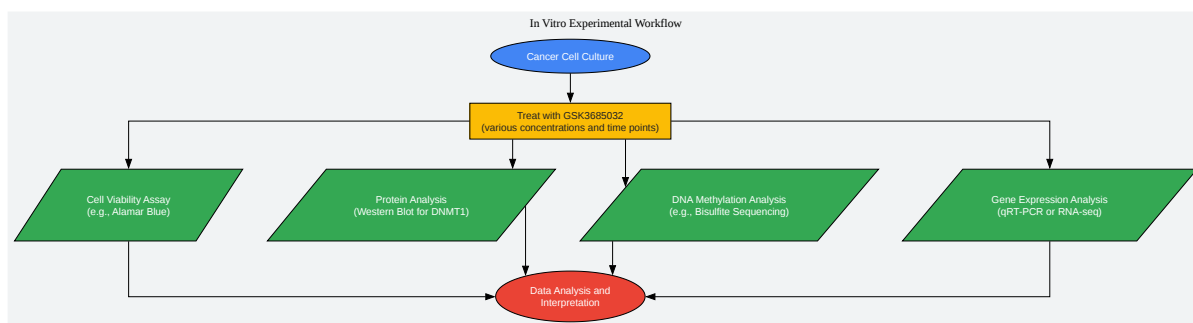 In Vitro Experimental Workflow
Cancer Cell Culture
Treat with GSK3685032
(various concentrations and time points)
Cell Viability Assay
(e.g., Alamar Blue)
Protein Analysis
(Western Blot for DNMT1)
DNA Methylation Analysis
(e.g., Bisulfite Sequencing)
Gene Expression Analysis
(qRT-PCR or RNA-seq)
Data Analysis and
Interpretation